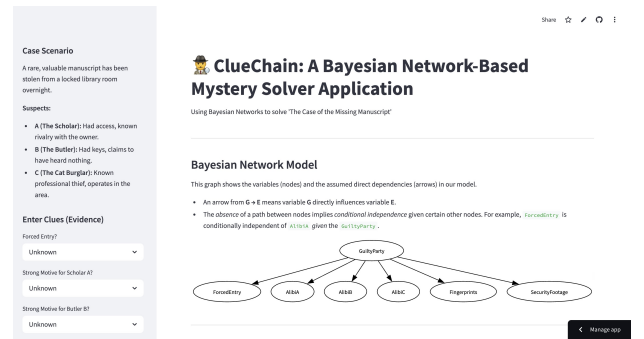 Share
Case Scenario
A rare, valuable manuscript has been
stolen from a locked library room
overnight.
Suspects:
A (The Scholar): Had access, known
rivalry with the owner.
B (The Butler): Had keys, claims to
have heard nothing.
C (The Cat Burglar): Known
professional thief, operates in the
area.
Enter Clues (Evidence)
Forced Entry?
Unknown
Strong Motive for Scholar A?
Unknown
Strong Motive for Butler B?
Unknown
ClueChain: A Bayesian Network-Based
Mystery Solver Application
Using Bayesian Networks to solve 'The Case of the Missing Manuscript'
Bayesian Network Model
This graph shows the variables (nodes) and the assumed direct dependencies (arrows) in our model.
An arrow from G → E means variable G directly influences variable E.
The absence of a path between nodes implies conditional independence given certain other nodes. For example, ForcedEntry is
conditionally independent of AlibiA given the GuiltyParty .
GuiltyParty
ForcedEntry AlibiA AlibiB AlibiC Fingerprints SecurityFootage
Manage app